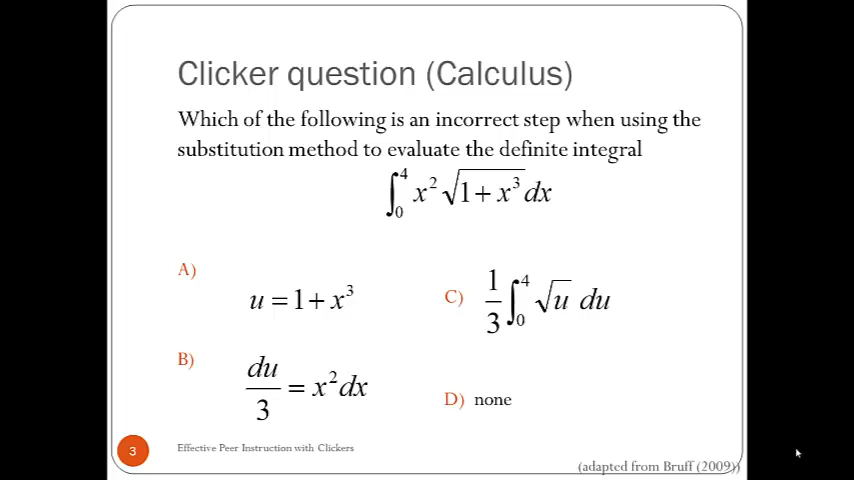 Clicker question (Calculus)
Which of the following is an incorrect step when using the
substitution method to evaluate the definite integral
∫₀⁴ x² √(1 + x³) dx
A)
u = 1 + x³
B)
du/3 = x² dx
C) 1/3 ∫₀⁴ √u du
D) none
3
Effective Peer Instruction with Clickers
(adapted from Bruff (2009))